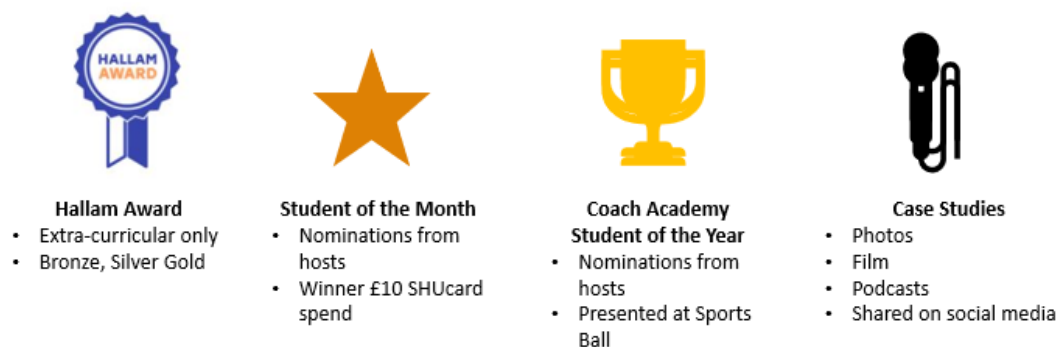 HALLAM
AWARD
Hallam Award
• Extra-curricular only
• Bronze, Silver Gold
Student of the Month
• Nominations from
hosts
• Winner £10 SHUcard
spend
Coach Academy
Student of the Year
• Nominations from
hosts
• Presented at Sports
Ball
Case Studies
• Photos
• Film
• Podcasts
• Shared on social media